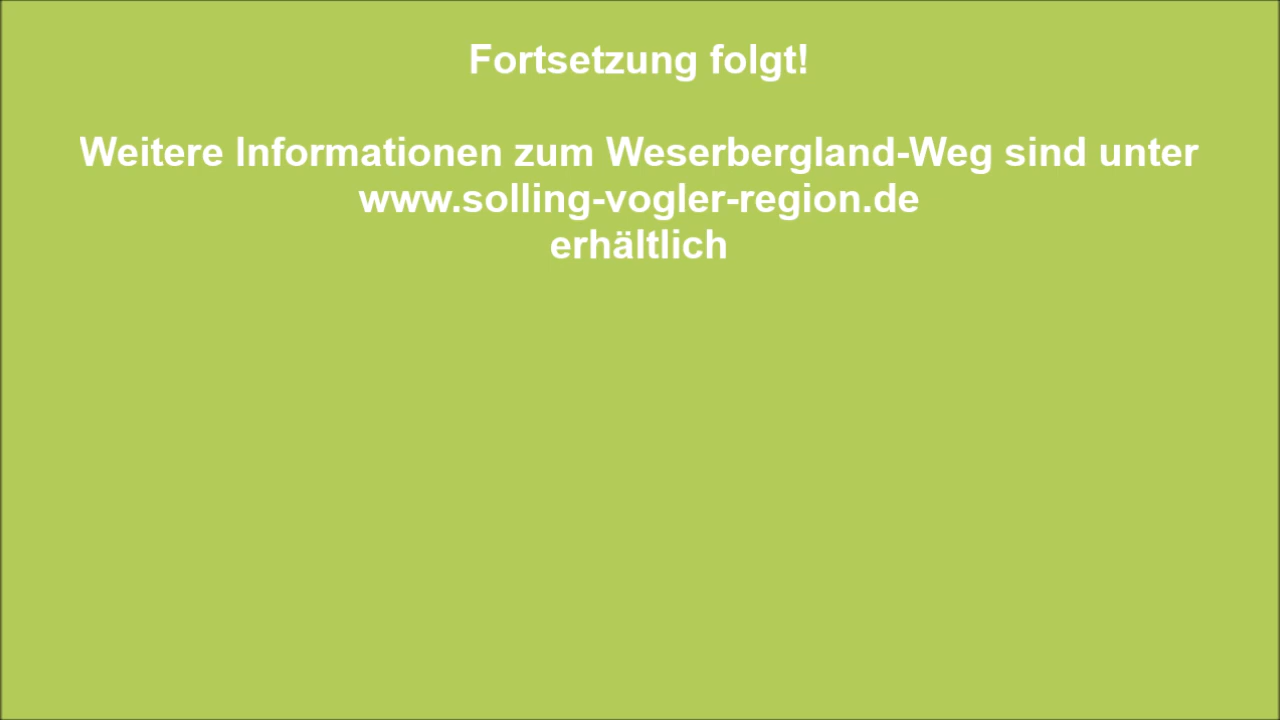 Fortsetzung folgt!
Weitere Informationen zum Weserbergland-Weg sind unter
www.solling-vogler-region.de
erhältlich